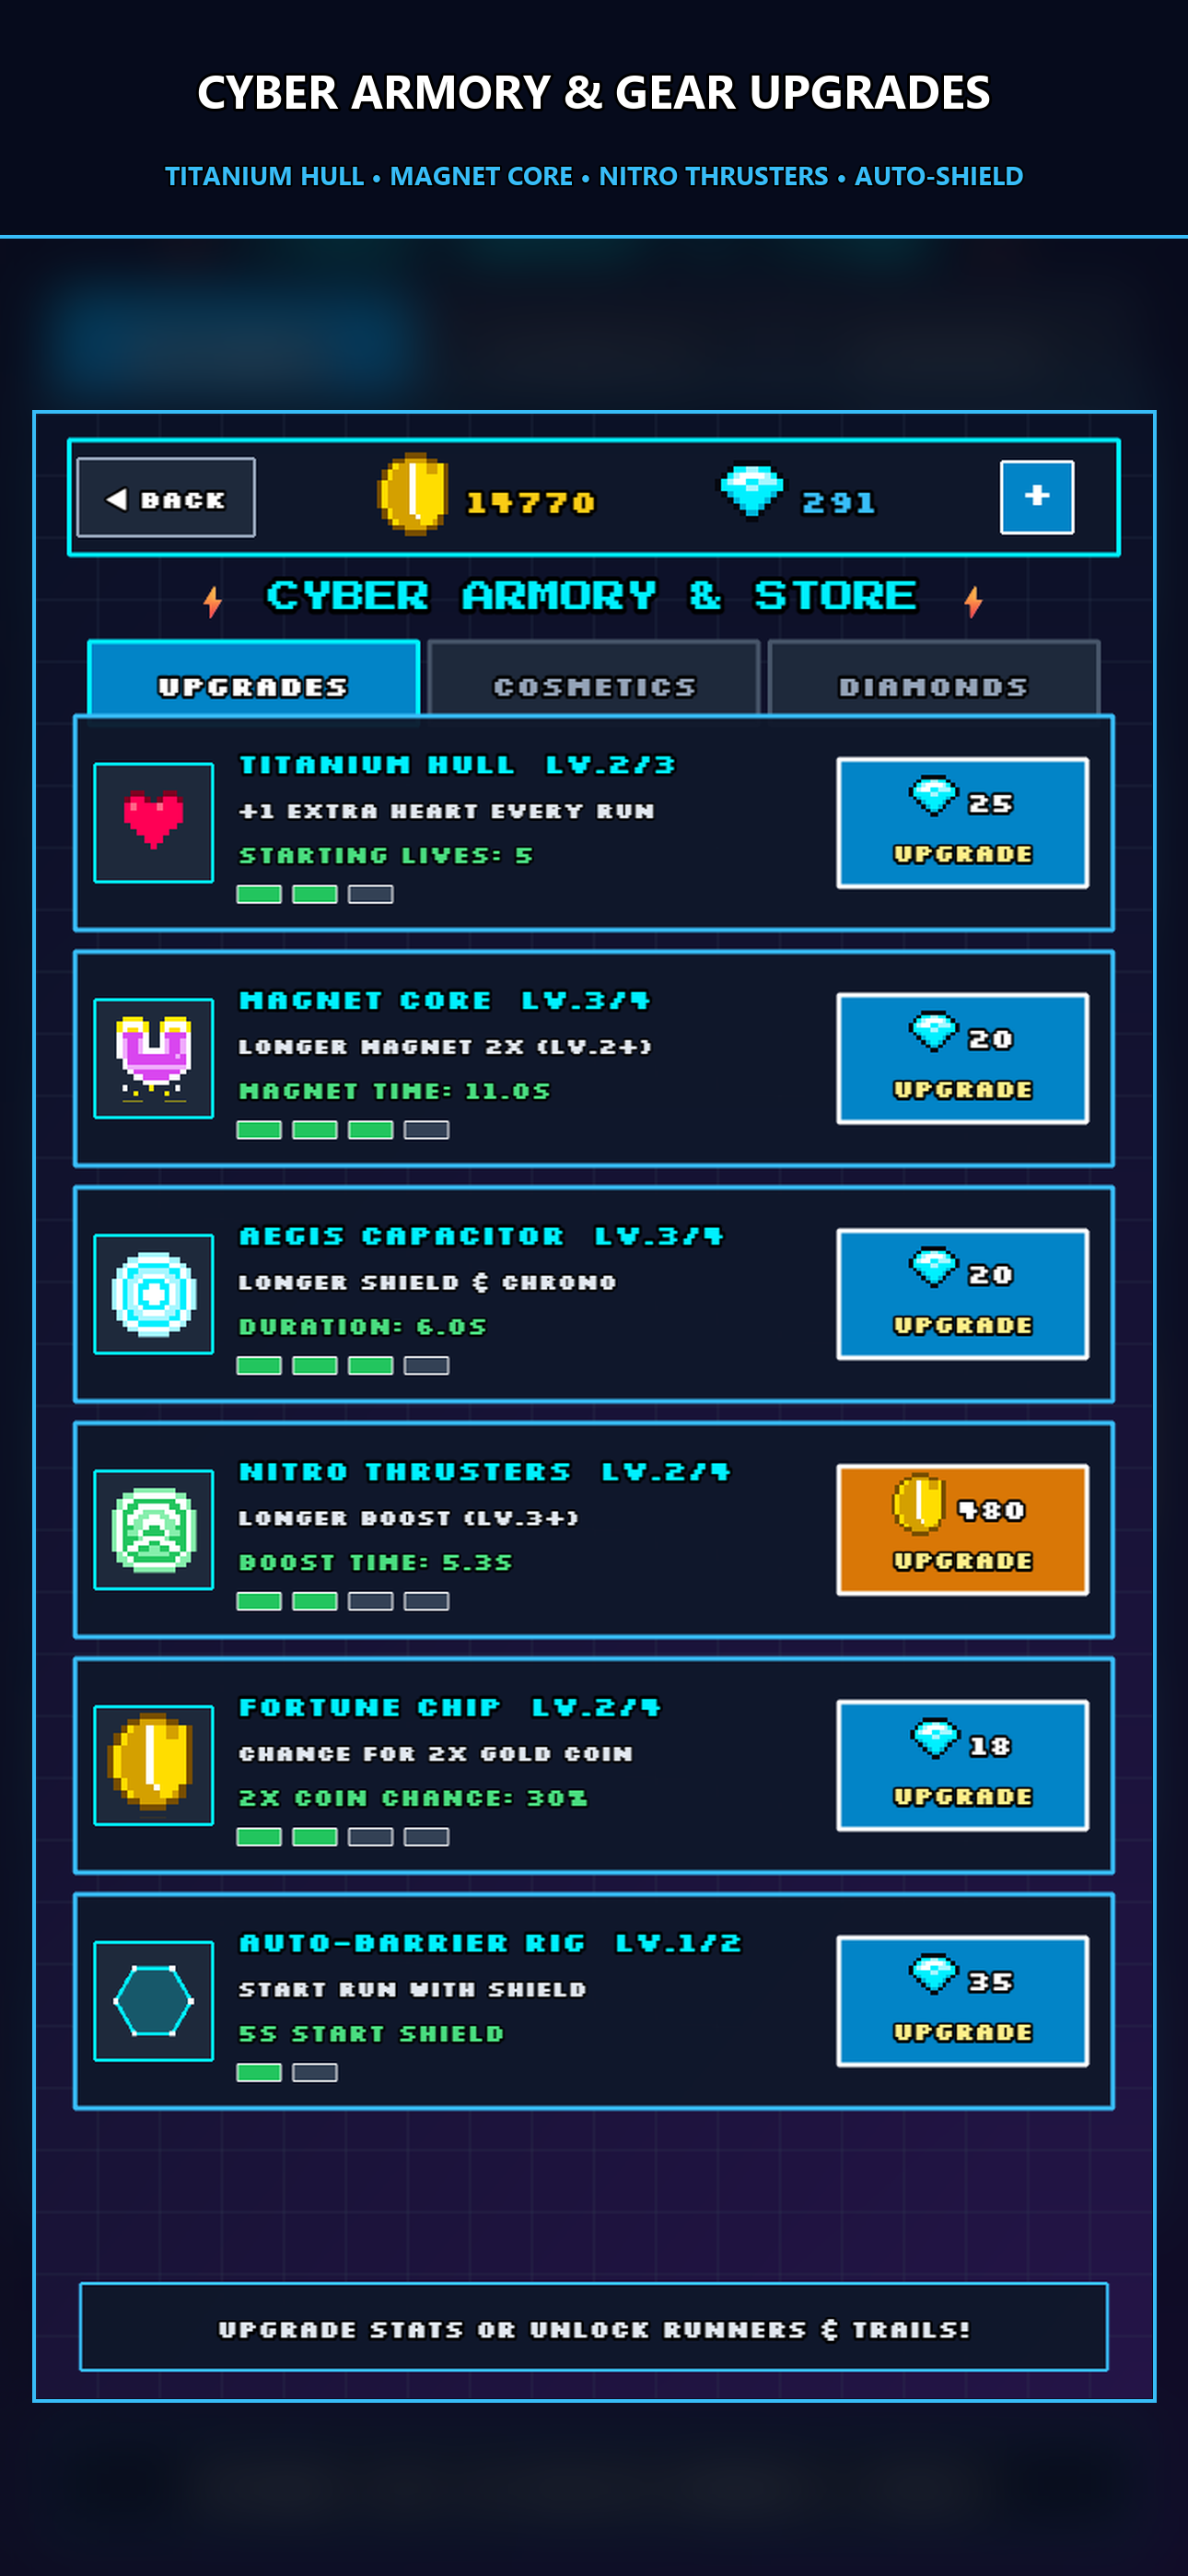 CYBER ARMORY & GEAR UPGRADES
TITANIUM HULL • MAGNET CORE • NITRO THRUSTERS • AUTO-SHIELD
BACK 14770 291 +
CYBER ARMORY & STORE
UPGRADES COSMETICS DIAMONDS
TITANIUM HULL LV.2/3
+1 EXTRA HEART EVERY RUN
STARTING LIVES: 5
25
UPGRADE
MAGNET CORE LV.3/4
LONGER MAGNET 2X (LV.2+)
MAGNET TIME: 11.0S
20
UPGRADE
AEGIS CAPACITOR LV.3/4
LONGER SHIELD & CHRONO
DURATION: 6.0S
20
UPGRADE
NITRO THRUSTERS LV.2/4
LONGER BOOST (LV.3+)
BOOST TIME: 5.3S
480
UPGRADE
FORTUNE CHIP LV.2/4
CHANCE FOR 2X GOLD COIN
2X COIN CHANCE: 30%
18
UPGRADE
AUTO-BARRIER RIG LV.1/2
START RUN WITH SHIELD
5S START SHIELD
35
UPGRADE
UPGRADE STATS OR UNLOCK RUNNERS & TRAILS!